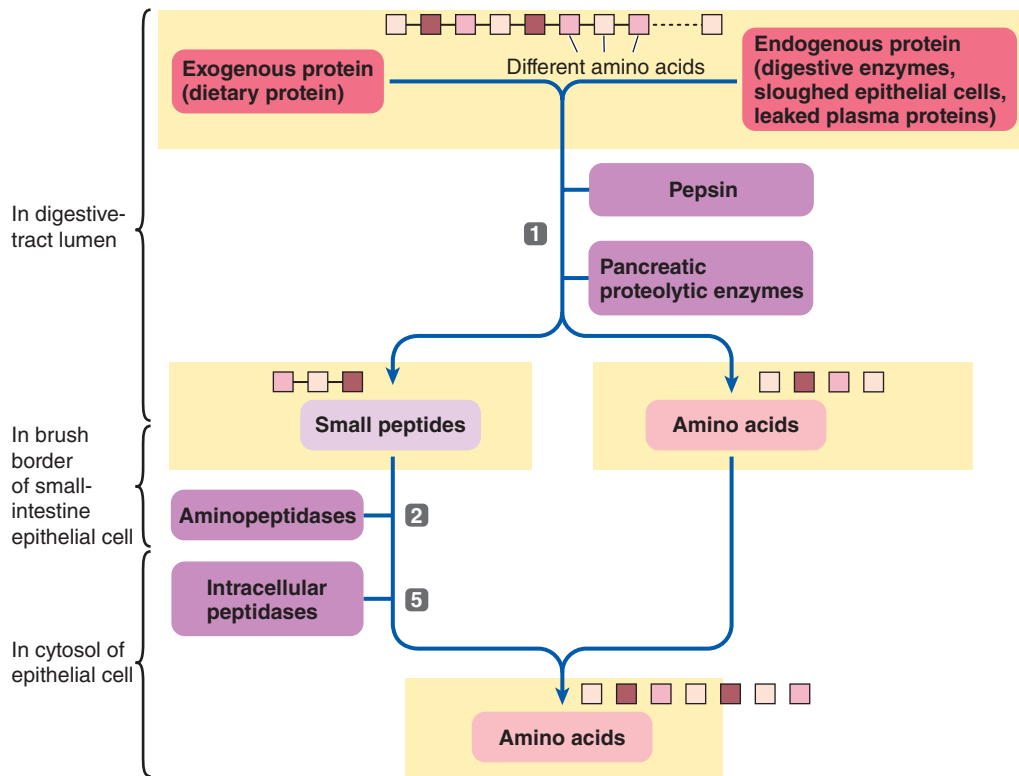 Exogenous protein
(dietary protein)
Different amino acids
Endogenous protein
(digestive enzymes,
sloughed epithelial cells,
leaked plasma proteins)
In digestive-
tract lumen
Pepsin
1
Pancreatic
proteolytic enzymes
Small peptides
Amino acids
In brush
border
of small-
intestine
epithelial cell
Aminopeptidases
2
Intracellular
peptidases
5
In cytosol of
epithelial cell
Amino acids